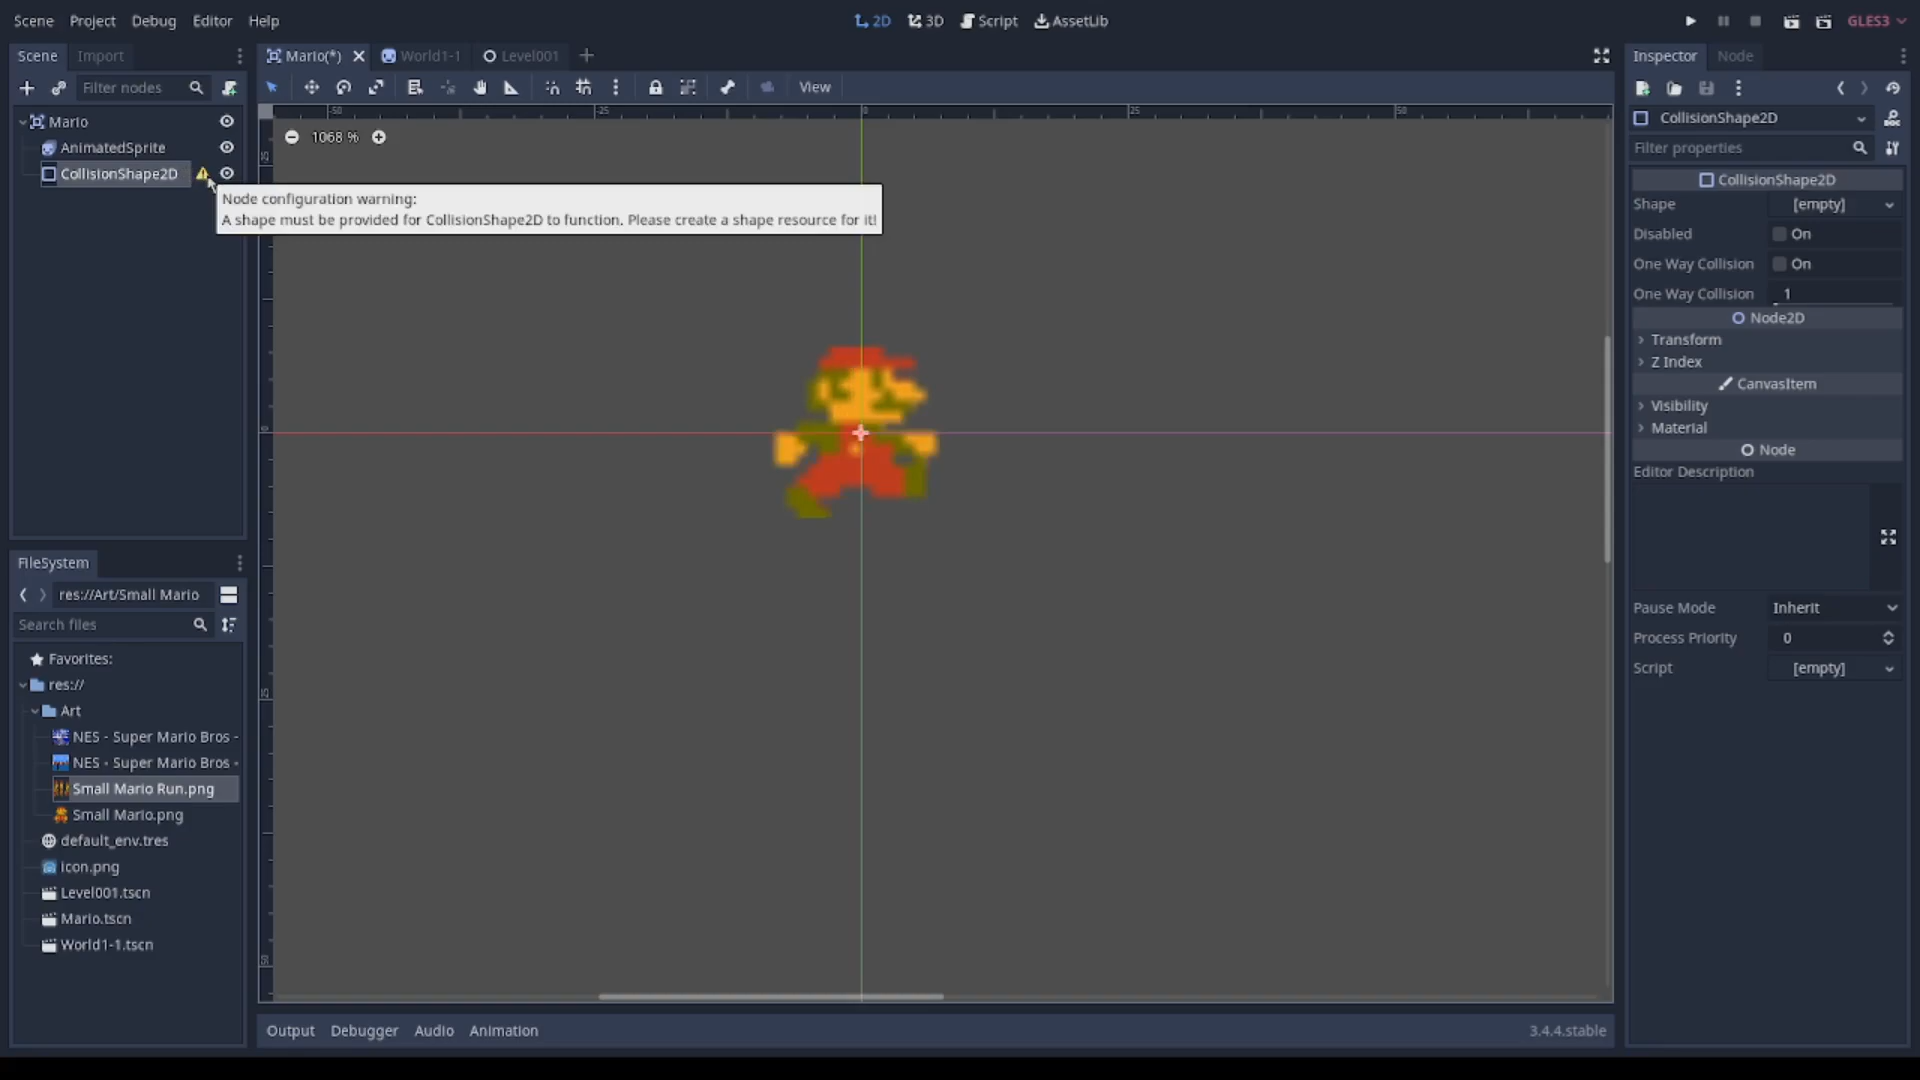 Scene Project Debug Editor Help
2D 3D Script AssetLib
GLES3
Scene Import
Mario(*) World1-1 Level001
Inspector Node
Filter nodes
View
Mario
1068 %
CollisionShape2D
AnimatedSprite
Filter properties
CollisionShape2D
Node configuration warning:
A shape must be provided for CollisionShape2D to function. Please create a shape resource for it!
CollisionShape2D
Shape [empty]
Disabled On
One Way Collision On
One Way Collision 1
Node2D
Transform
Z Index
CanvasItem
Visibility
Material
Node
Editor Description
Pause Mode Inherit
Process Priority 0
Script [empty]
FileSystem
res://Art/Small Mario
Search files
Favorites:
res://
Art
NES - Super Mario Bros -
NES - Super Mario Bros -
Small Mario Run.png
Small Mario.png
default_env.tres
icon.png
Level001.tscn
Mario.tscn
World1-1.tscn
Output Debugger Audio Animation
3.4.4.stable